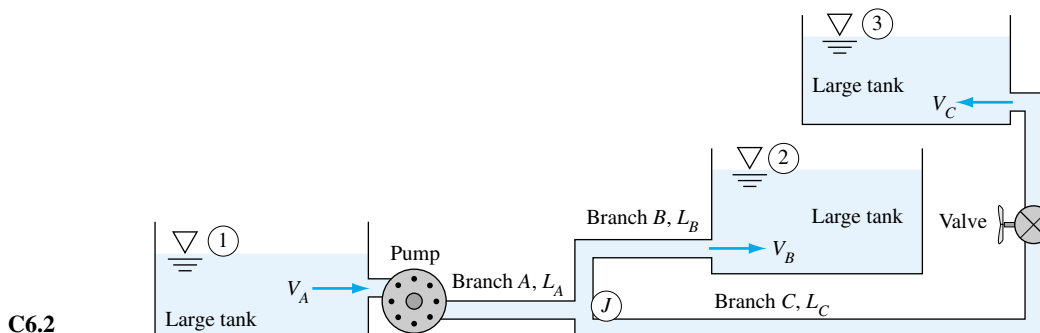 3
Large tank
V_C
2
Branch B, L_B
Large tank
Valve
V_B
1
Pump
V_A
Branch A, L_A
J
Branch C, L_C
C6.2
Large tank